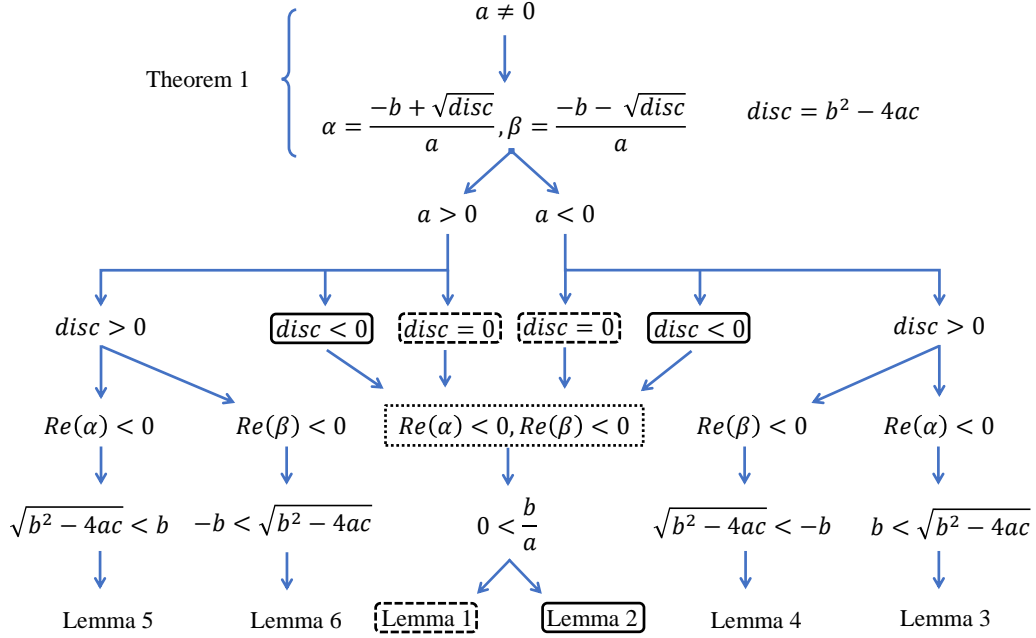 a ≠ 0
Theorem 1
α = (−b + √disc)/a, β = (−b − √disc)/a
disc = b² − 4ac
a > 0 a < 0
disc > 0 disc < 0 disc = 0 disc = 0 disc < 0 disc > 0
Re(α) < 0 Re(β) < 0 Re(α) < 0, Re(β) < 0 Re(β) < 0 Re(α) < 0
√(b² − 4ac) < b −b < √(b² − 4ac) 0 < b/a √(b² − 4ac) < −b b < √(b² − 4ac)
Lemma 5 Lemma 6 Lemma 1 Lemma 2 Lemma 4 Lemma 3